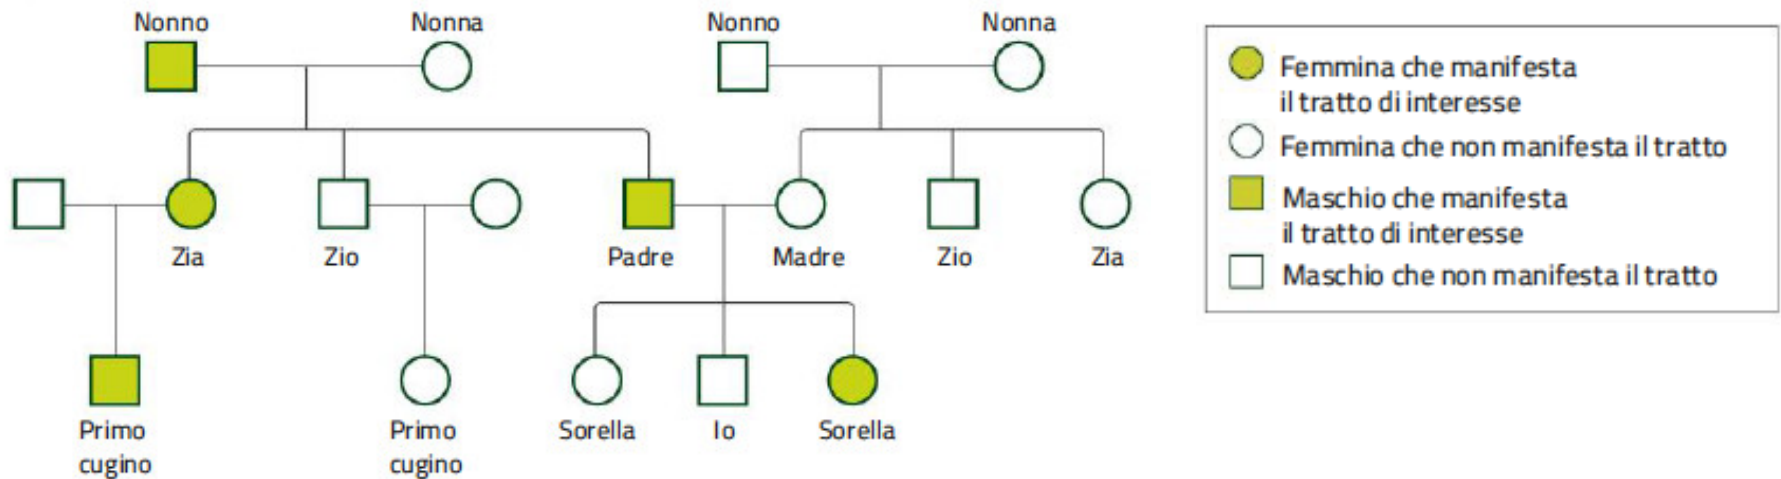 Nonno
Nonna
Nonno
Nonna
Zia
Zio
Padre
Madre
Zio
Zia
Primo
cugino
Primo
cugino
Sorella
Io
Sorella
Femmina che manifesta
il tratto di interesse
Femmina che non manifesta il tratto
Maschio che manifesta
il tratto di interesse
Maschio che non manifesta il tratto